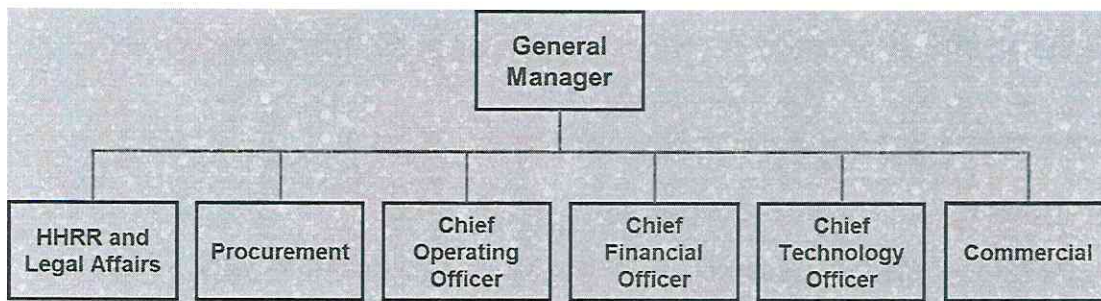 General
Manager
HHRR and
Legal Affairs
Procurement
Chief
Operating
Officer
Chief
Financial
Officer
Chief
Technology
Officer
Commercial